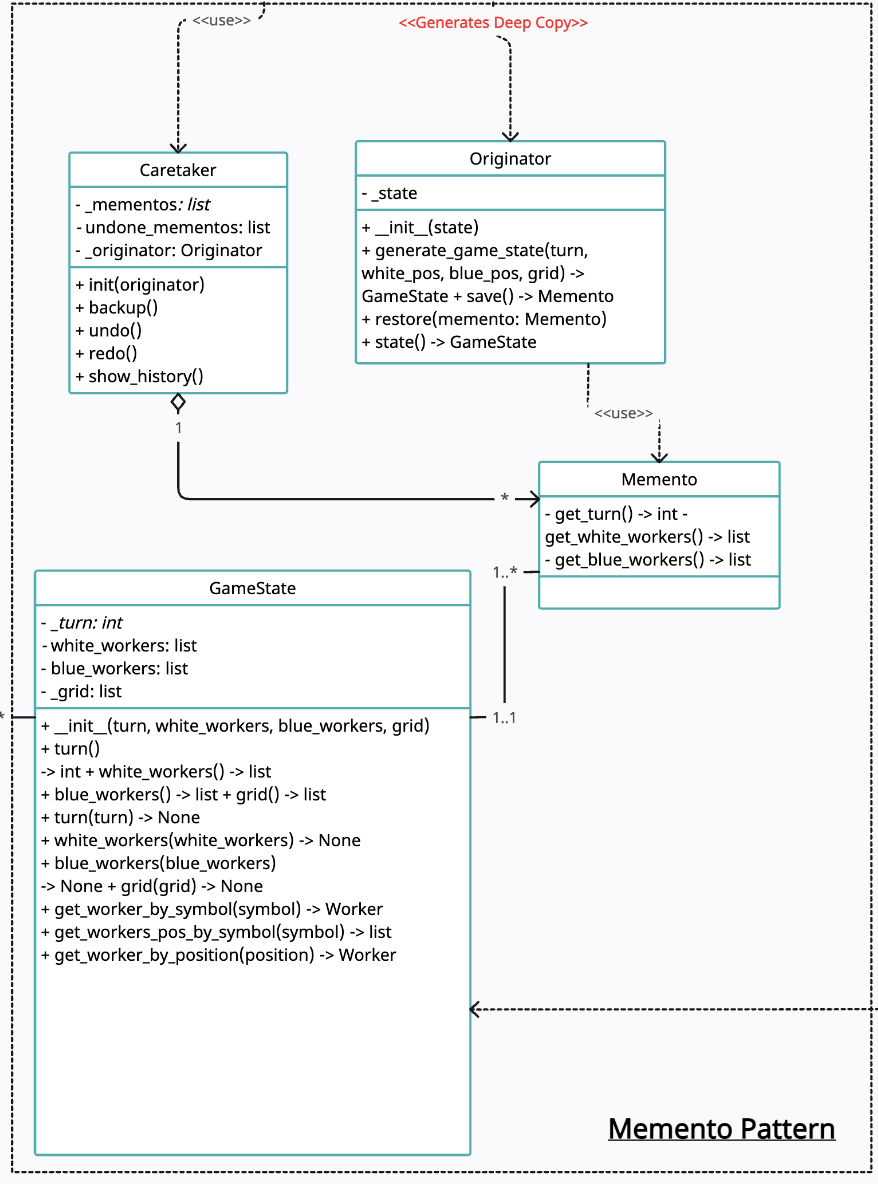 <<use>>
<<Generates Deep Copy>>
Caretaker
- _mementos: list
- undone_mementos: list
- _originator: Originator
+ init(originator)
+ backup()
+ undo()
+ redo()
+ show_history()
Originator
- _state
+ __init__(state)
+ generate_game_state(turn,
white_pos, blue_pos, grid) ->
GameState + save() -> Memento
+ restore(memento: Memento)
+ state() -> GameState
1
<<use>>
*
Memento
- get_turn() -> int -
get_white_workers() -> list
- get_blue_workers() -> list
1..*
GameState
- _turn: int
- white_workers: list
- blue_workers: list
- _grid: list
*
1..1
+ __init__(turn, white_workers, blue_workers, grid)
+ turn()
-> int + white_workers() -> list
+ blue_workers() -> list + grid() -> list
+ turn(turn) -> None
+ white_workers(white_workers) -> None
+ blue_workers(blue_workers)
-> None + grid(grid) -> None
+ get_worker_by_symbol(symbol) -> Worker
+ get_workers_pos_by_symbol(symbol) -> list
+ get_worker_by_position(position) -> Worker
Memento Pattern